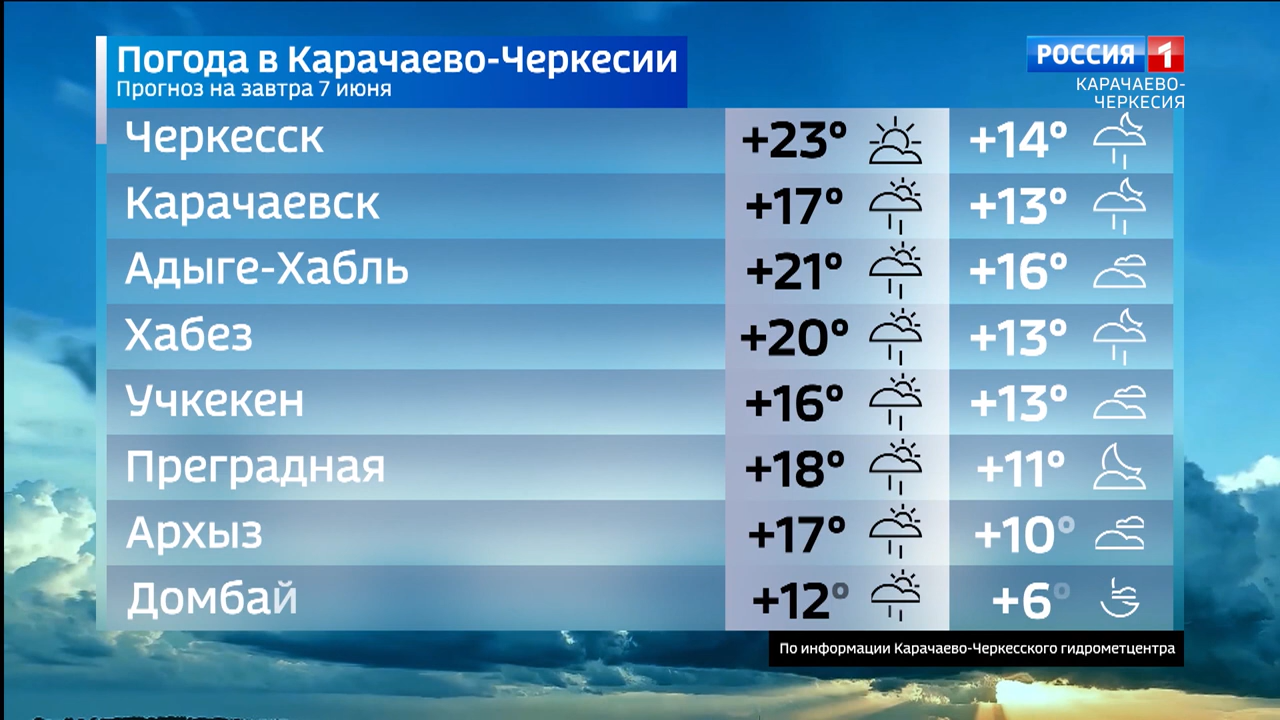 Погода в Карачаево-Черкесии
Прогноз на завтра 7 июня
РОССИЯ 1
КАРАЧАЕВО-
ЧЕРКЕСИЯ
Черкесск +23° +14°
Карачаевск +17° +13°
Адыге-Хабль +21° +16°
Хабез +20° +13°
Учкекен +16° +13°
Преградная +18° +11°
Архыз +17° +10°
Домбай +12° +6°
По информации Карачаево-Черкесского гидрометцентра